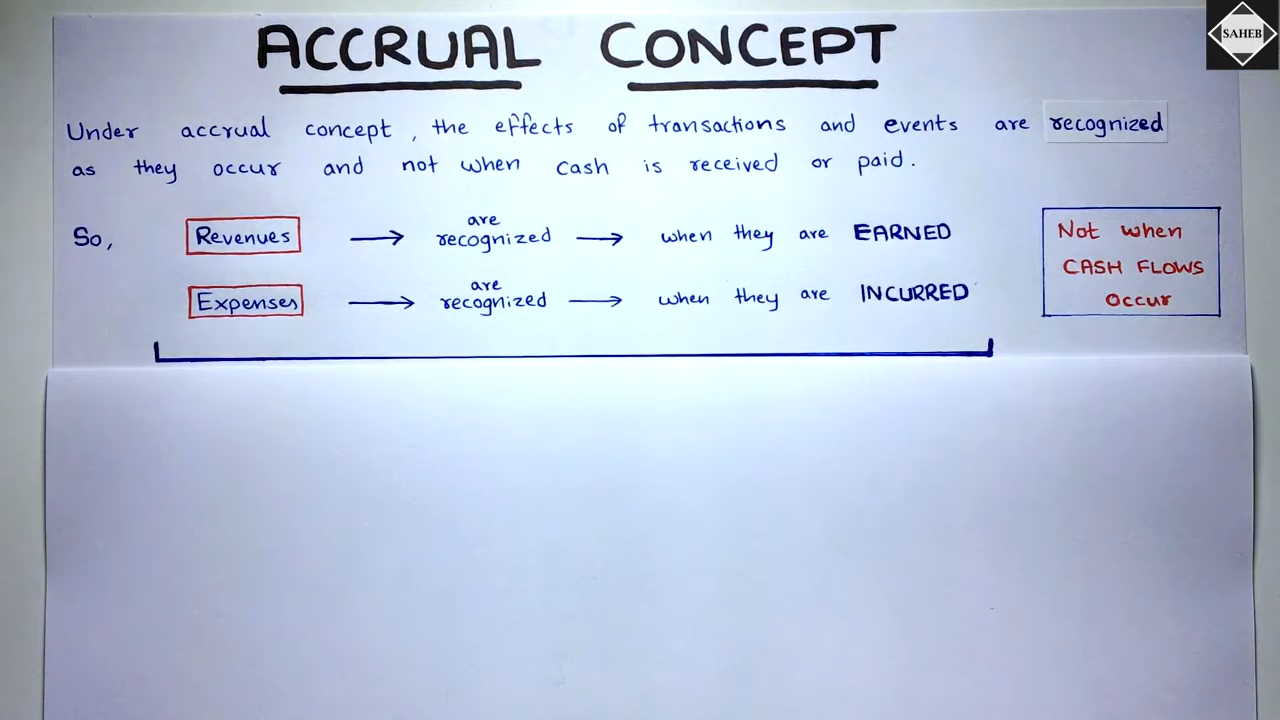 ACCRUAL CONCEPT
SAHEB
Under accrual concept, the effects of transactions and events are recognized
as they occur and not when cash is received or paid.
So, Revenues → are recognized → when they are EARNED
Expenses → are recognized → when they are INCURRED
Not when
CASH FLOWS
Occur